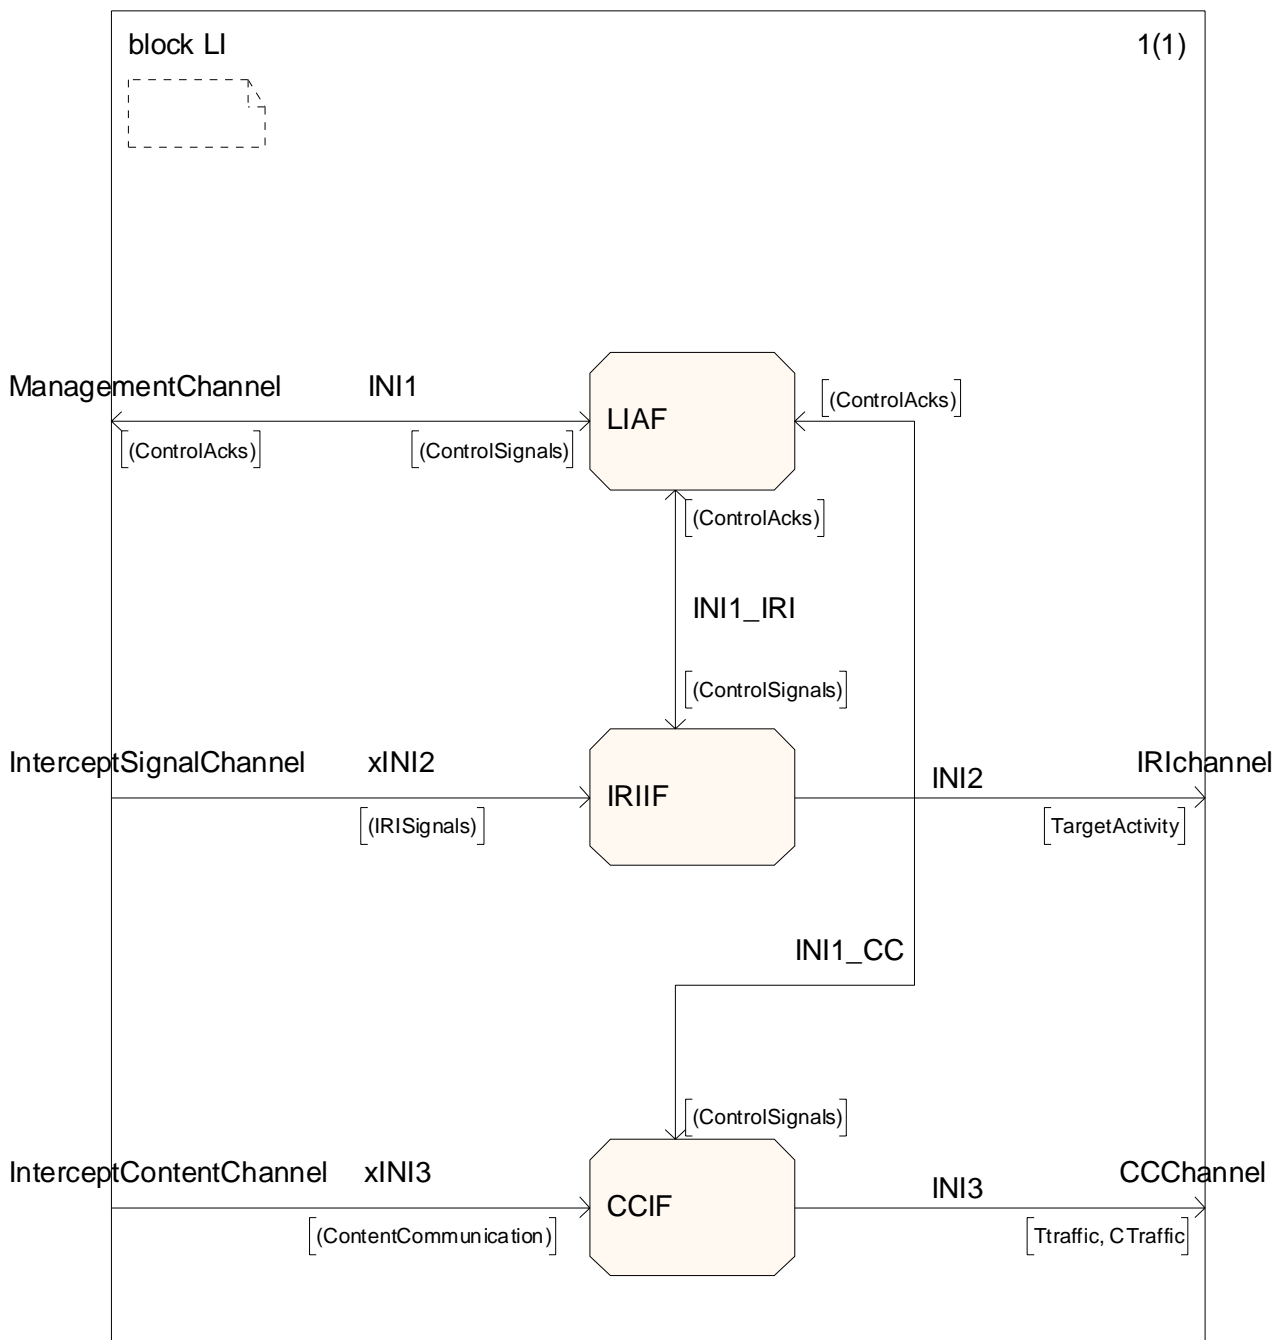 block LI
1(1)
ManagementChannel
INI1
LIAF
[(ControlAcks)]
[(ControlAcks)]
[(ControlSignals)]
[(ControlAcks)]
INI1_IRI
[(ControlSignals)]
InterceptSignalChannel
xINI2
IRIIF
INI2
IRIchannel
[(IRISignals)]
[TargetActivity]
INI1_CC
[(ControlSignals)]
InterceptContentChannel
xINI3
CCIF
INI3
CCChannel
[(ContentCommunication)]
[Ttraffic, CTraffic]